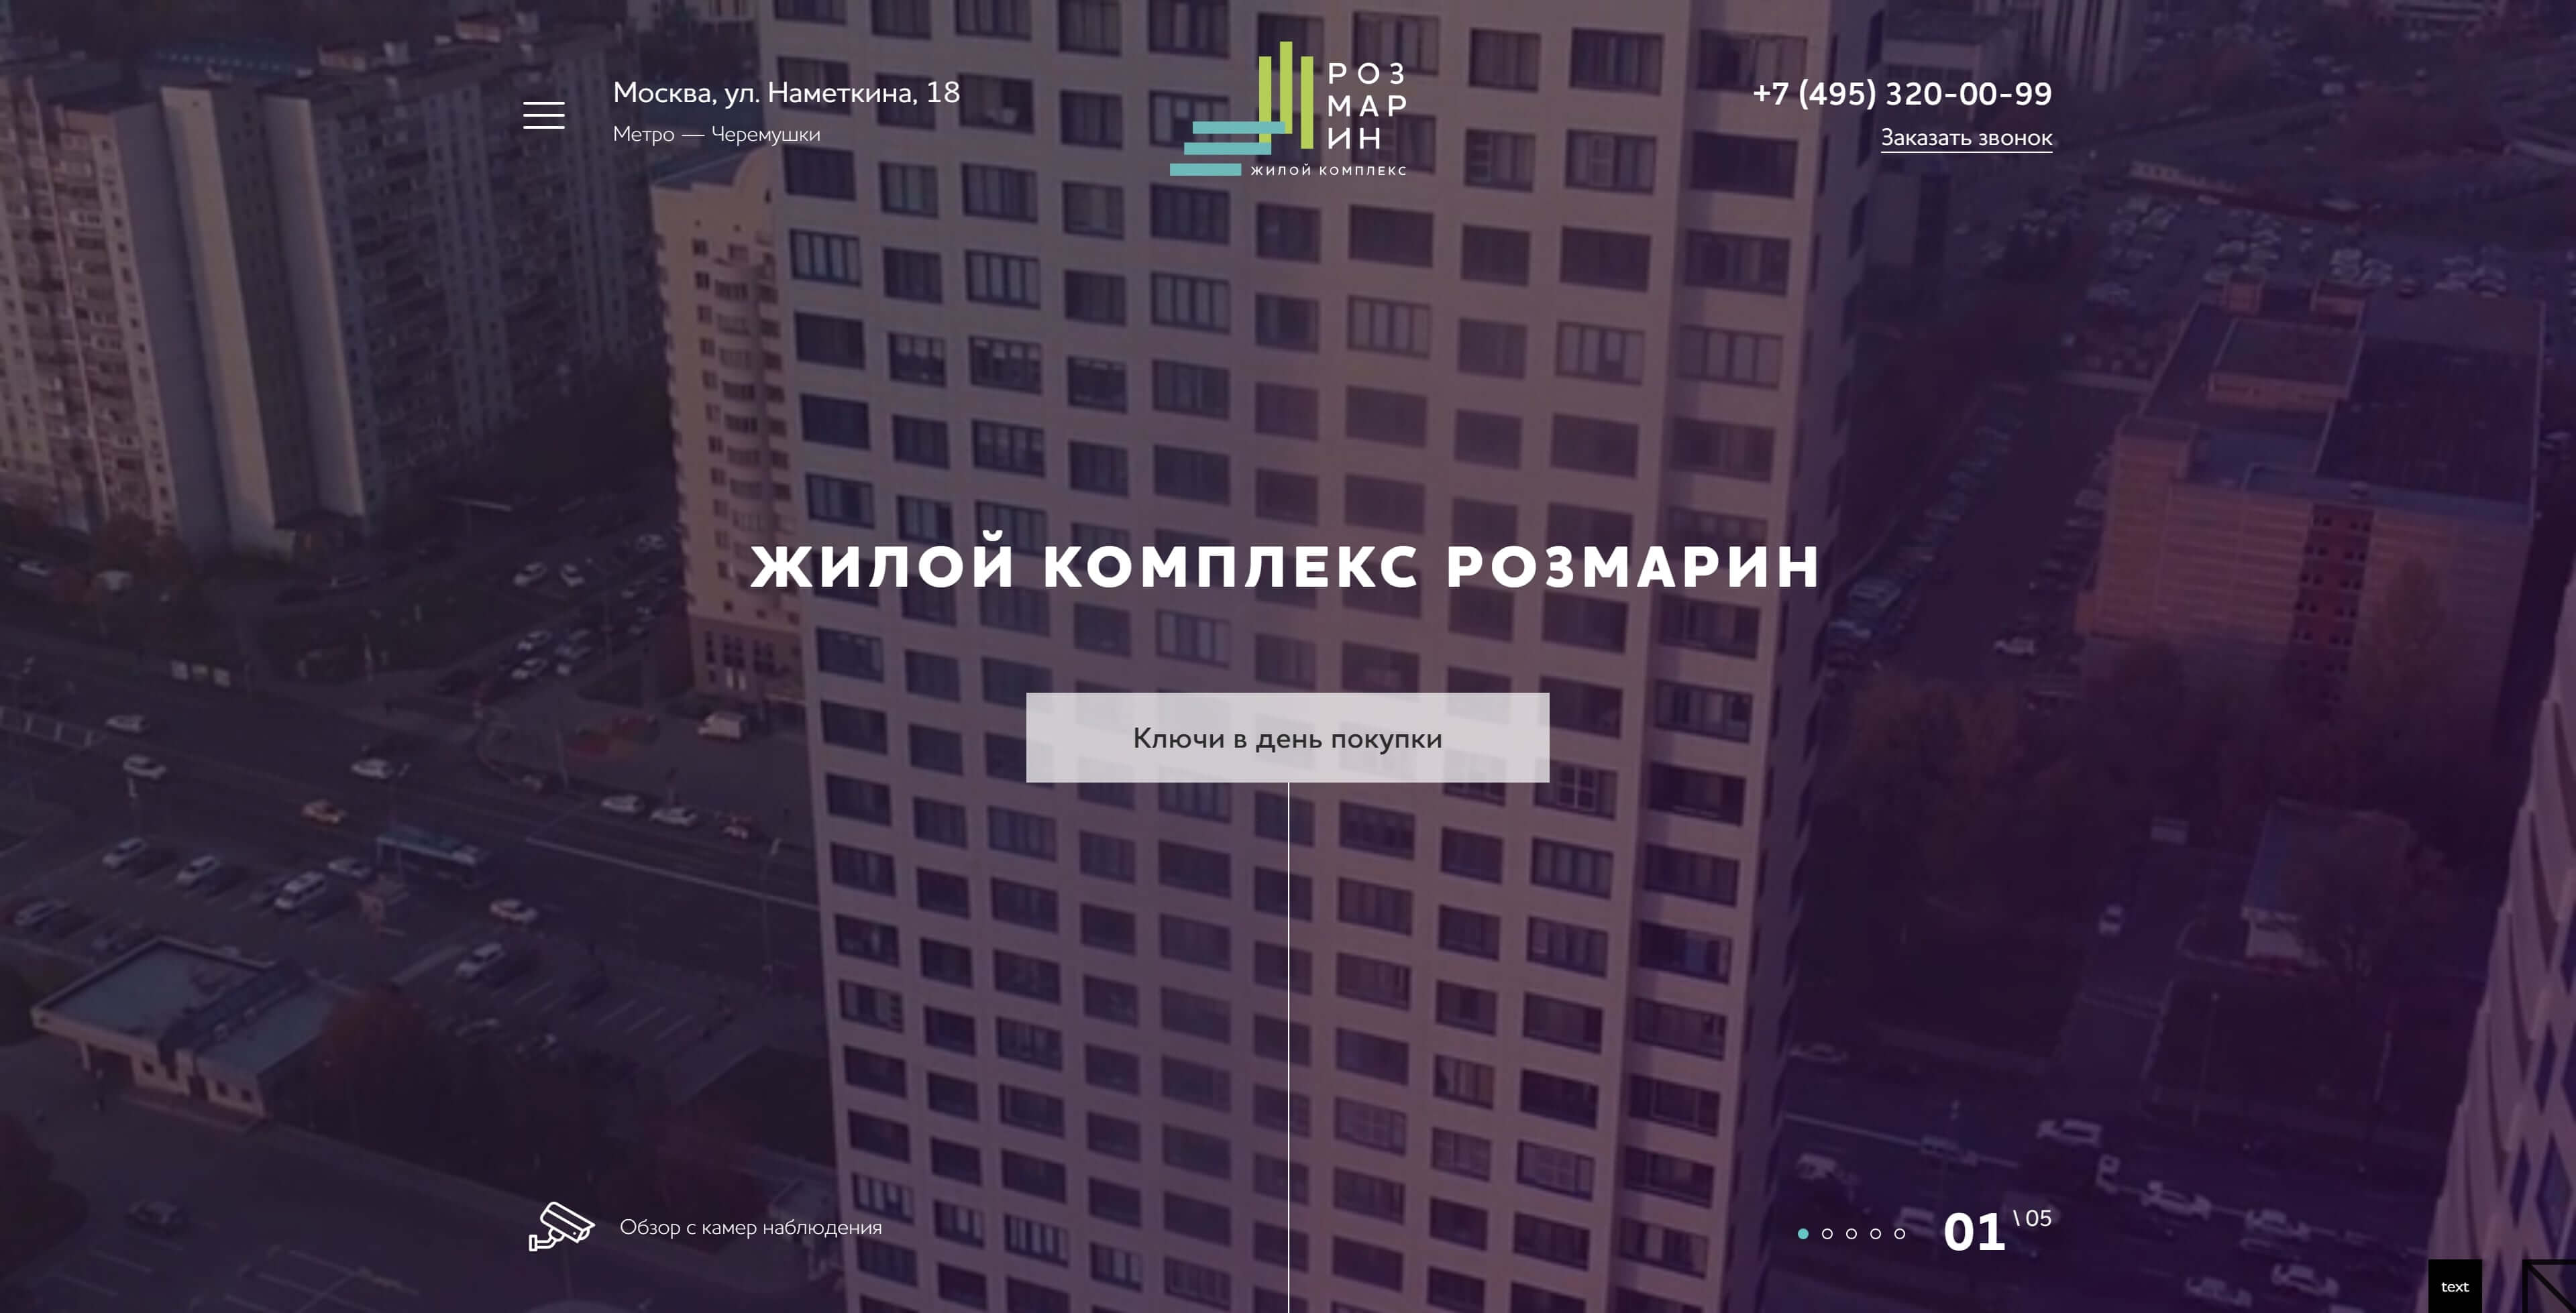 Москва, ул. Наметкина, 18
Метро — Черемушки
РОЗ
МАР
ИН
ЖИЛОЙ КОМПЛЕКС
+7 (495) 320-00-99
Заказать звонок
ЖИЛОЙ КОМПЛЕКС РОЗМАРИН
Ключи в день покупки
Обзор с камер наблюдения
01 \ 05
text